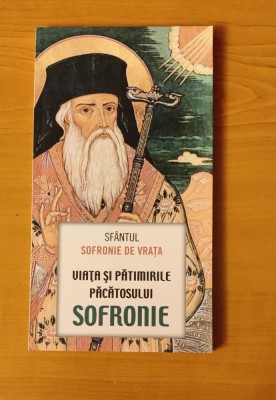 SFÂNTUL
SOFRONIE DE VRAȚA
VIAȚA ȘI PĂTIMIRILE
PĂCĂTOSULUI
SOFRONIE